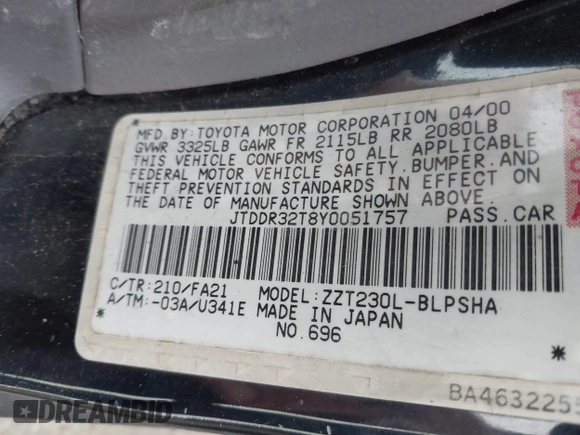 MFD.BY:TOYOTA MOTOR CORPORATION 04/00
GVWR 3325LB GAWR FR 2115LB RR 2080LB
THIS VEHICLE CONFORMS TO ALL APPLICABLE
FEDERAL MOTOR VEHICLE SAFETY.BUMPER.AND
THEFT PREVENTION STANDARDS IN EFFECT ON
THE DATE OF MANUFACTURE SHOWN ABOVE.
JTDDR32T8Y0051757 PASS.CAR
C/TR:210/FA21 MODEL:ZZT230L-BLPSHA
A/TM:-03A/U341E MADE IN JAPAN
NO.696
* *
BA463225
DREAMBID